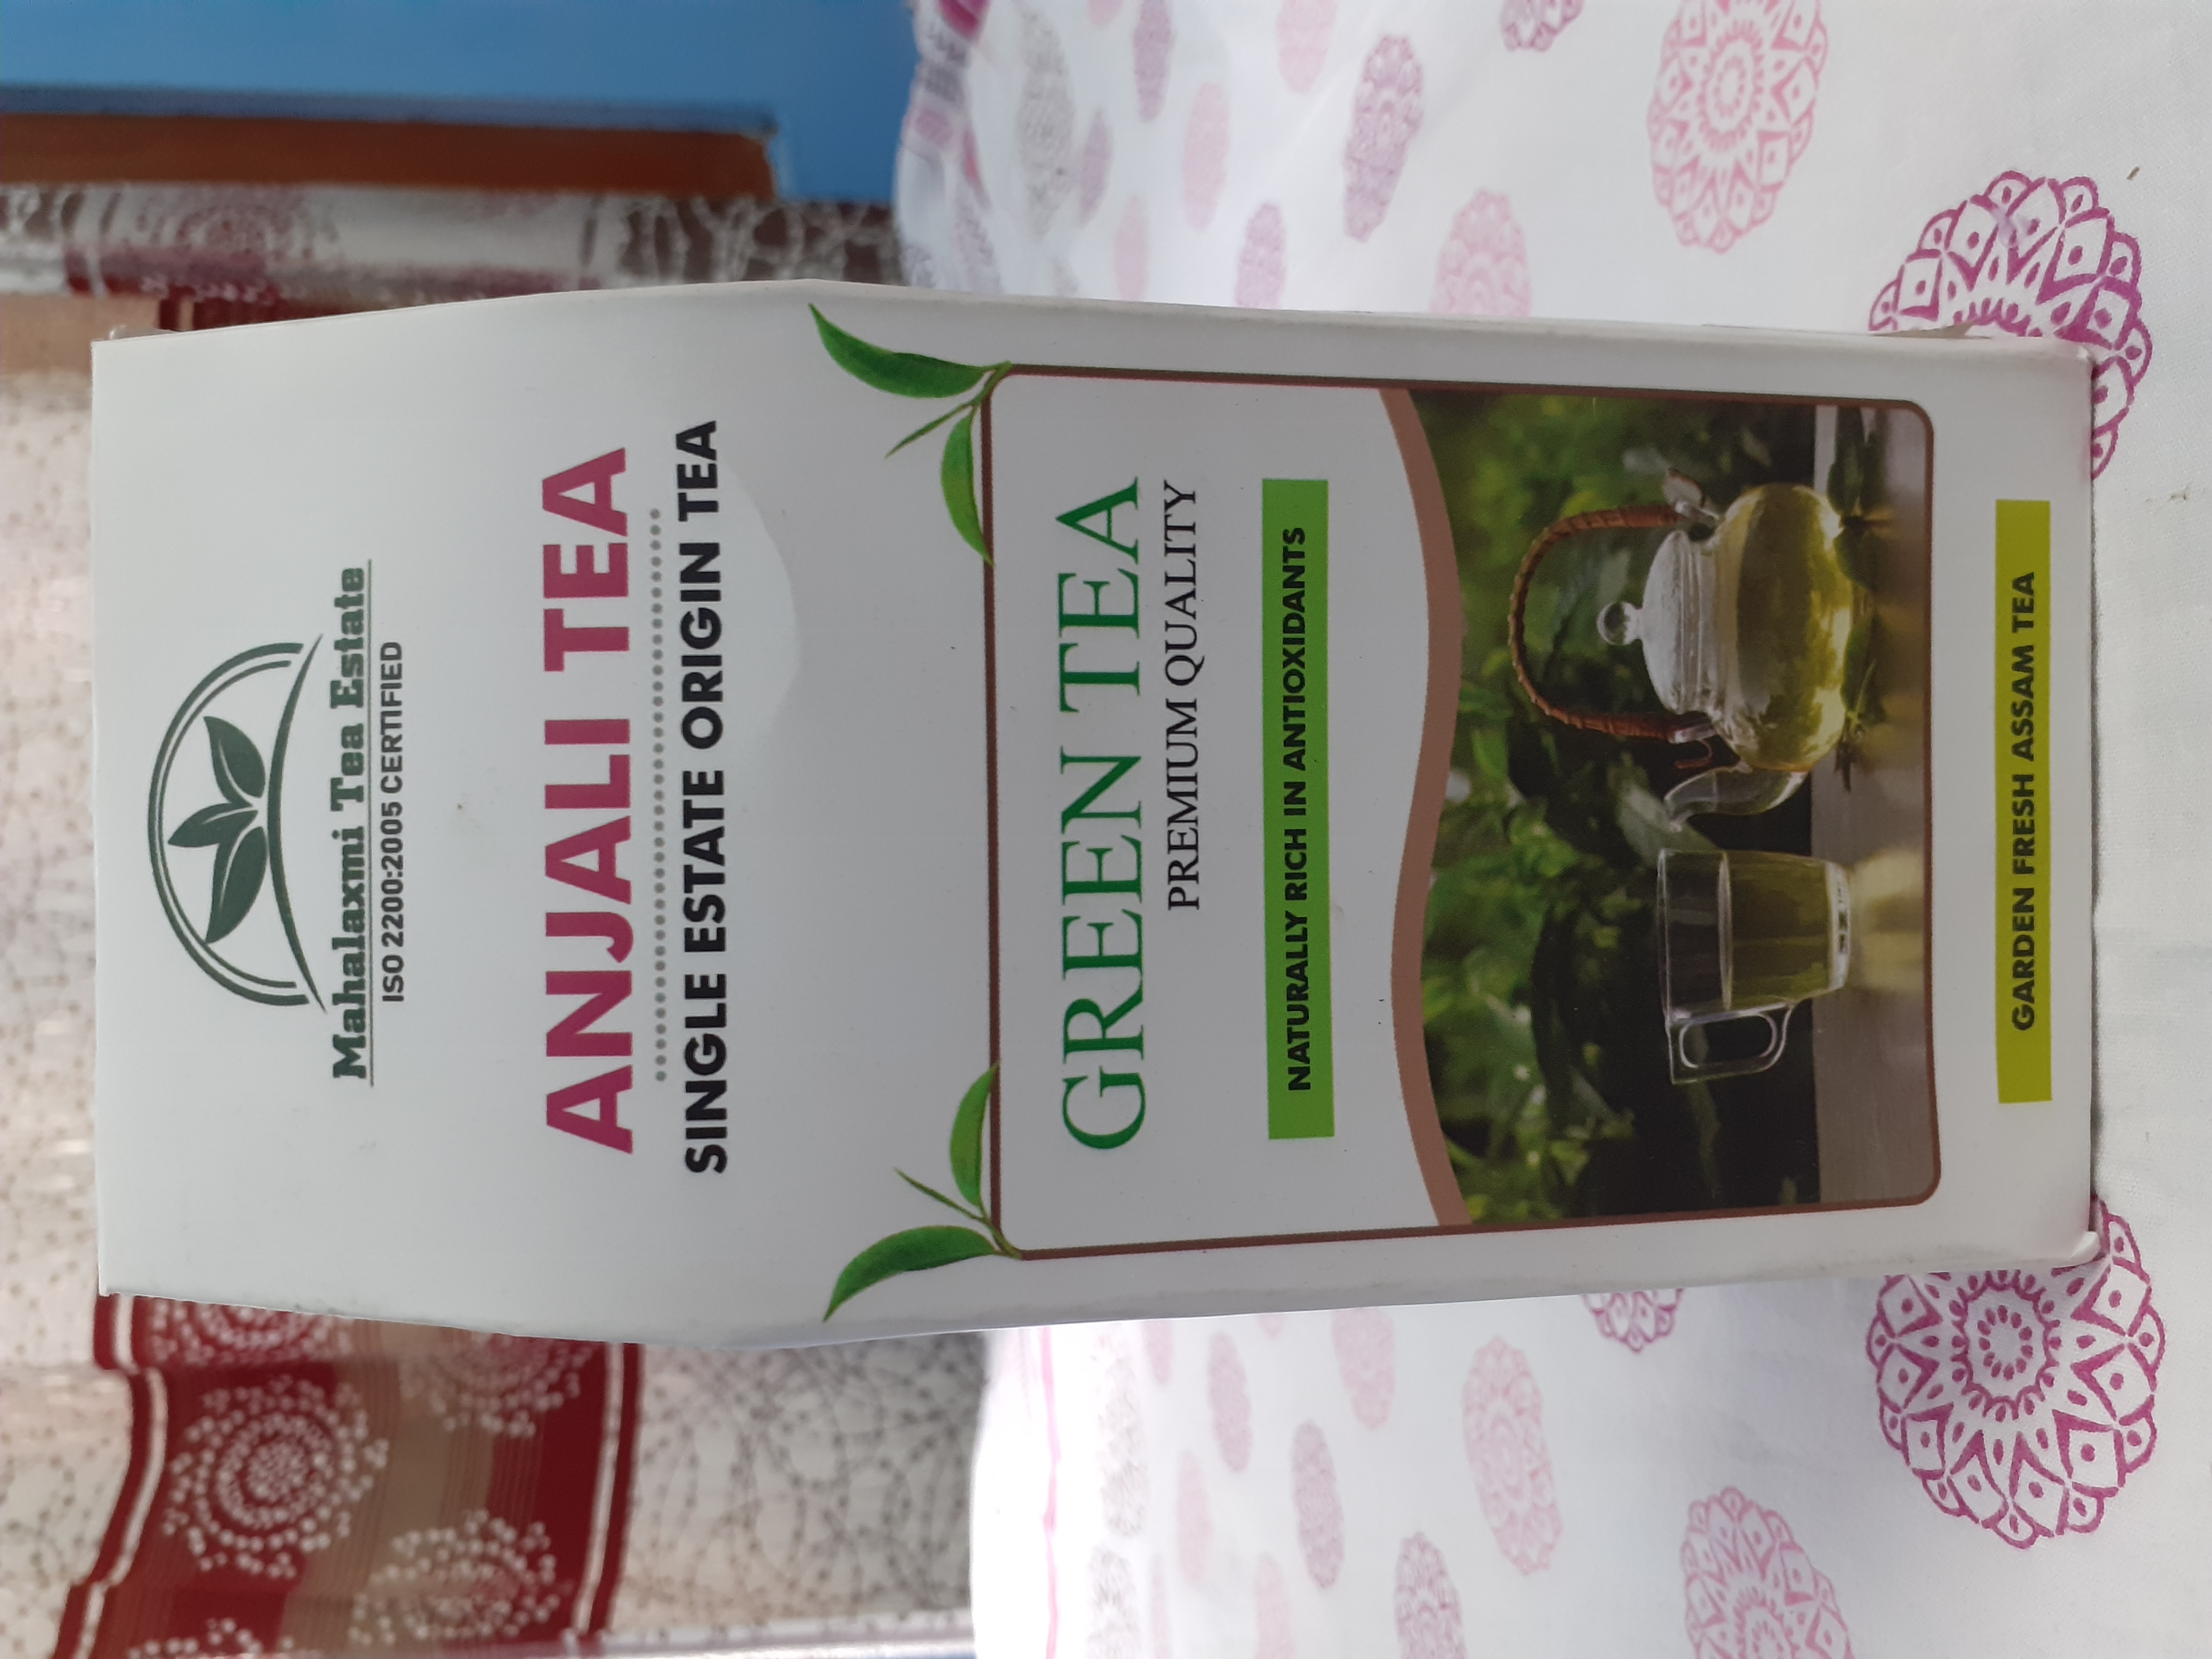 Mahalaxmi Tea Estate
ISO 2200:2005 CERTIFIED
ANJALI TEA
SINGLE ESTATE ORIGIN TEA
GREEN TEA
PREMIUM QUALITY
NATURALLY RICH IN ANTIOXIDANTS
GARDEN FRESH ASSAM TEA